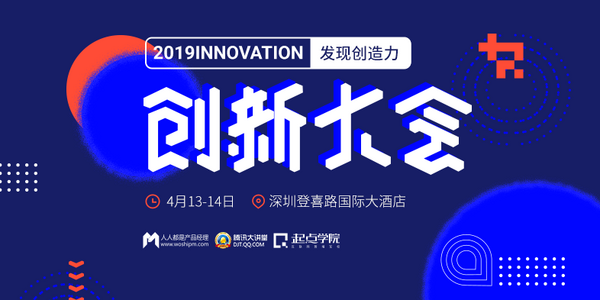 2019INNOVATION 发现创造力
创新大会
4月13-14日 深圳登喜路国际大酒店
人人都是产品经理 腾讯大讲堂 起点学院
www.woshipm.com DJT.QQ.COM